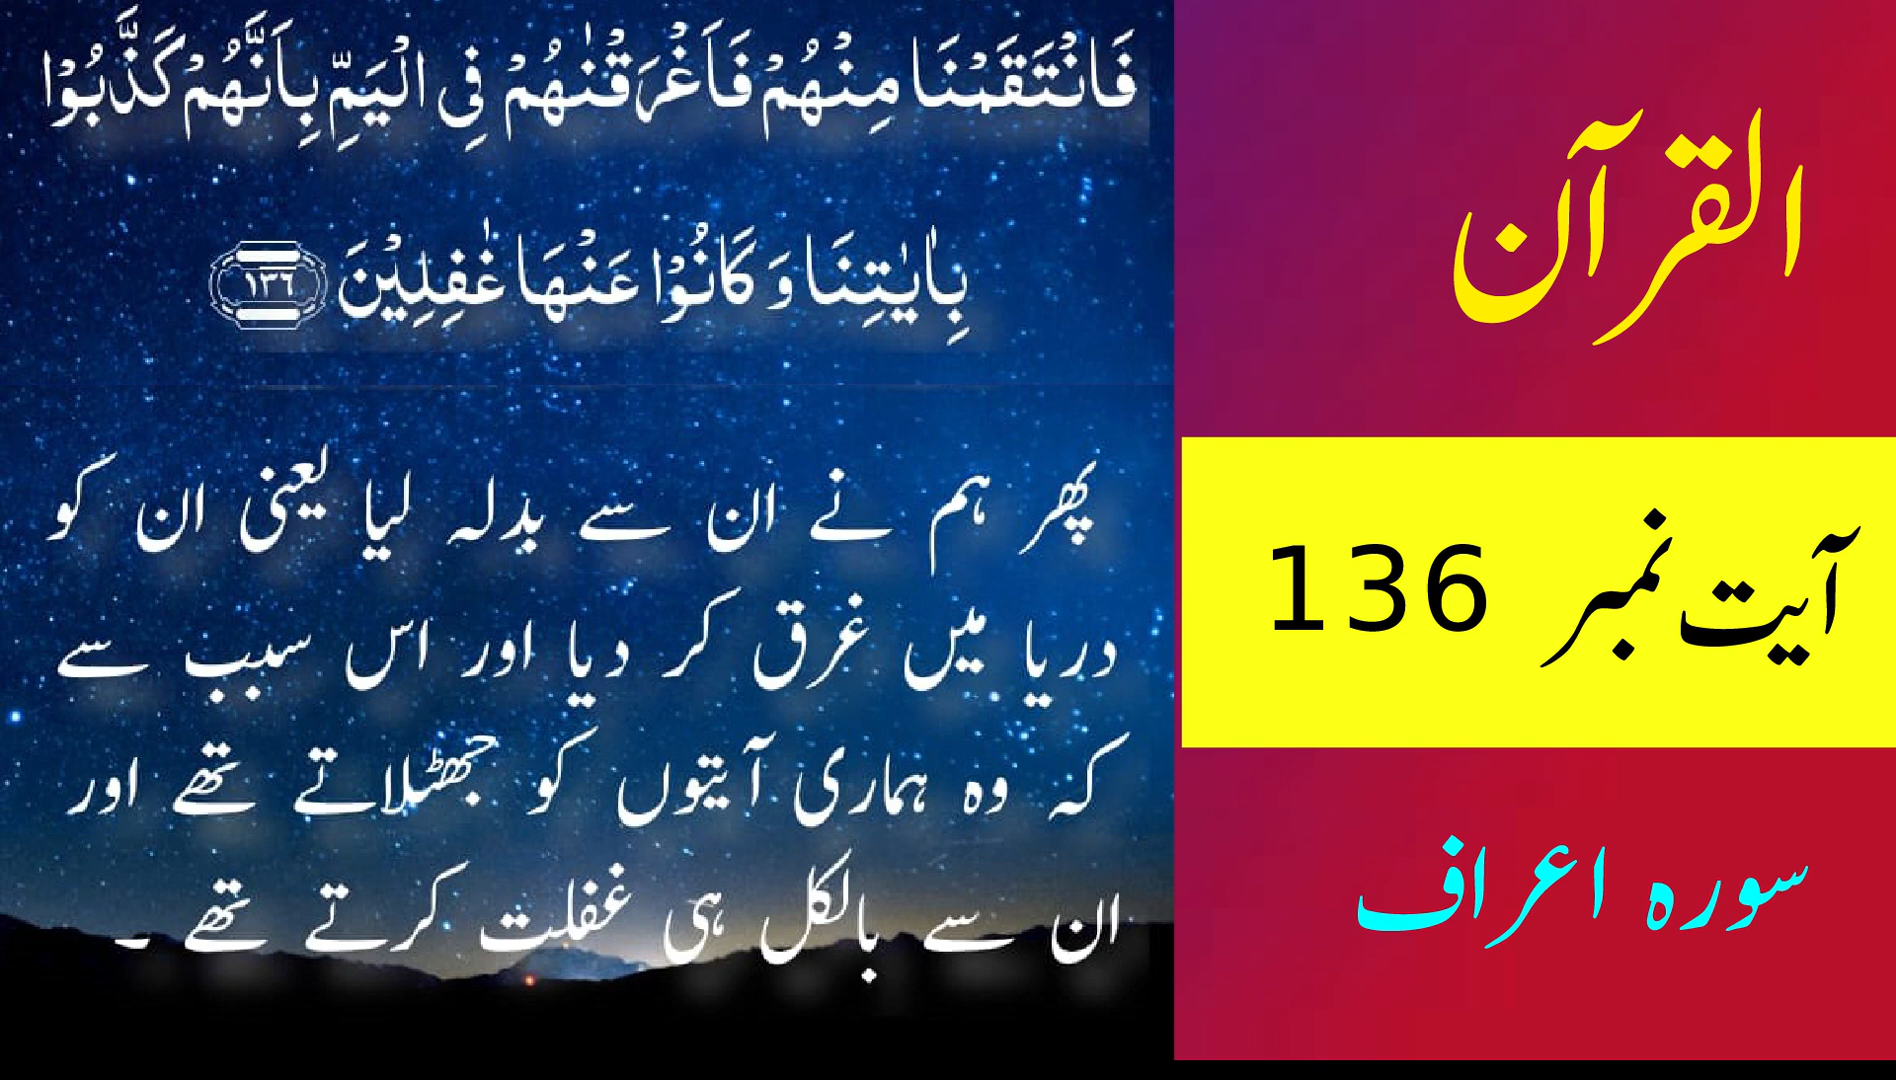 فَانْتَقَمْنَا مِنْهُمْ فَاَغْرَقْنٰهُمْ فِی الْیَمِّ بِاَنَّهُمْ كَذَّبُوْا
بِاٰیٰتِنَا وَ كَانُوْا عَنْهَا غٰفِلِیْنَ ١٣٦
پھر ہم نے ان سے بدلہ لیا یعنی ان کو
دریا میں غرق کر دیا اور اس سبب سے
کہ وہ ہماری آیتوں کو جھٹلاتے تھے اور
ان سے بالکل ہی غفلت کرتے تھے ۔
القرآن
آیت نمبر 136
سورہ اعراف